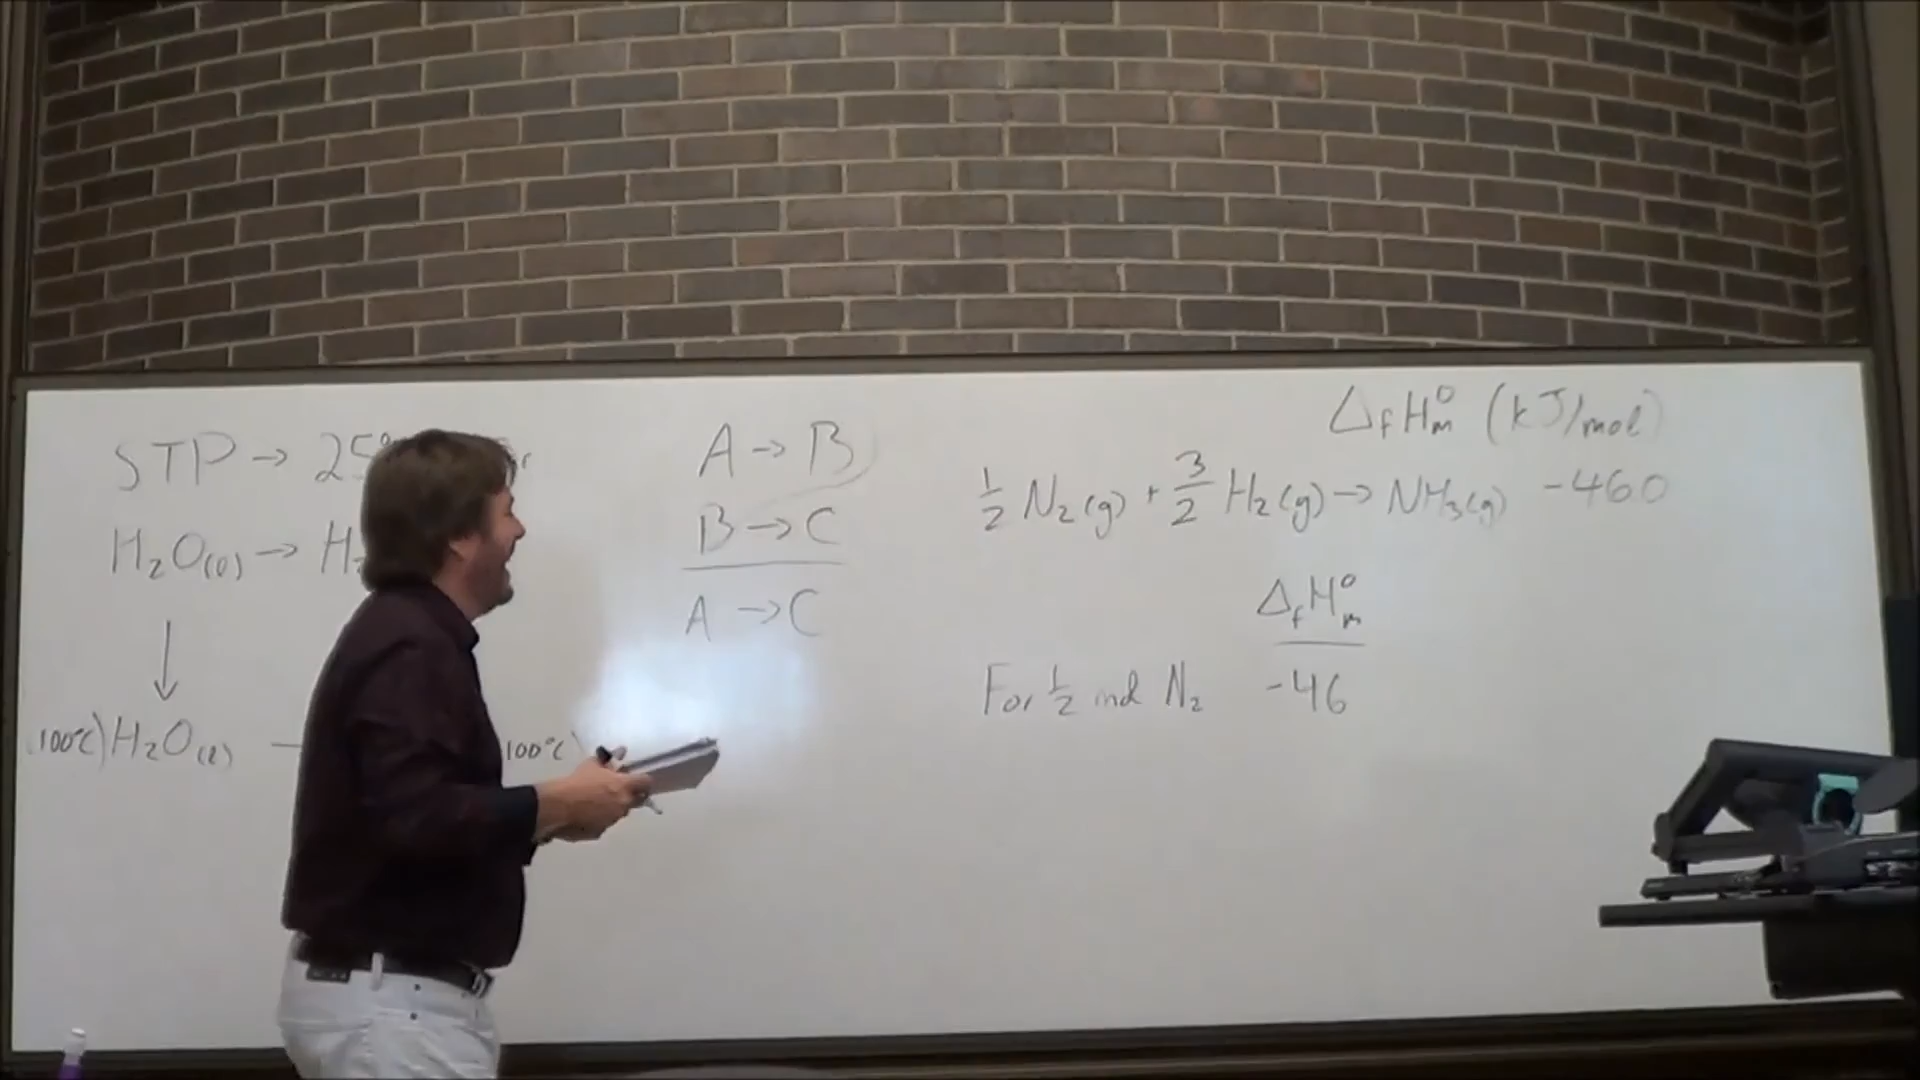 STP → 25°
H₂O(l) → H₂
↓
100°C) H₂O(l) — 100°C)
A → B
B → C
A → C
ΔfH°m (kJ/mol)
½ N₂(g) + 3/2 H₂(g) → NH₃(g) -460
ΔfH°m
For ½ mol N₂ -46